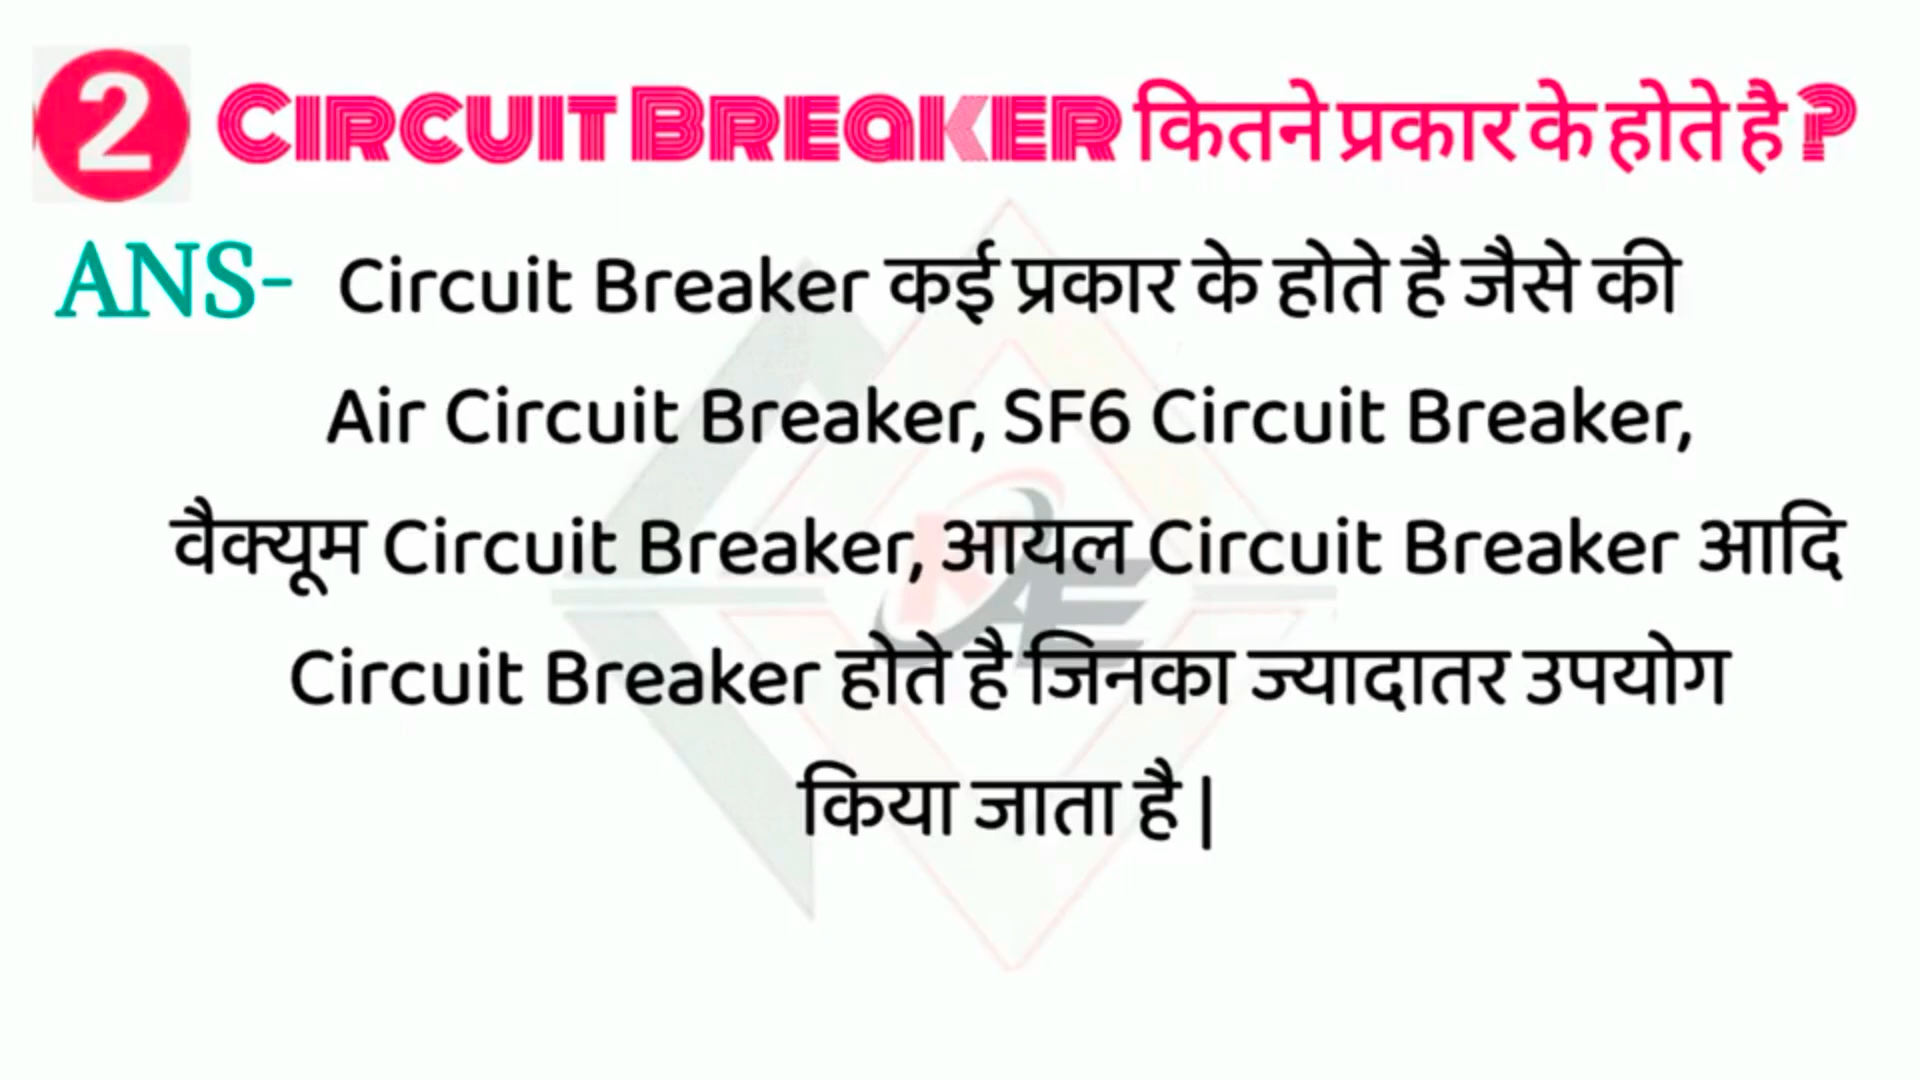 2 CIRCUIT BREAKER कितने प्रकार के होते है ?
ANS- Circuit Breaker कई प्रकार के होते है जैसे की
Air Circuit Breaker, SF6 Circuit Breaker,
वैक्यूम Circuit Breaker, आयल Circuit Breaker आदि
Circuit Breaker होते है जिनका ज्यादातर उपयोग
किया जाता है |